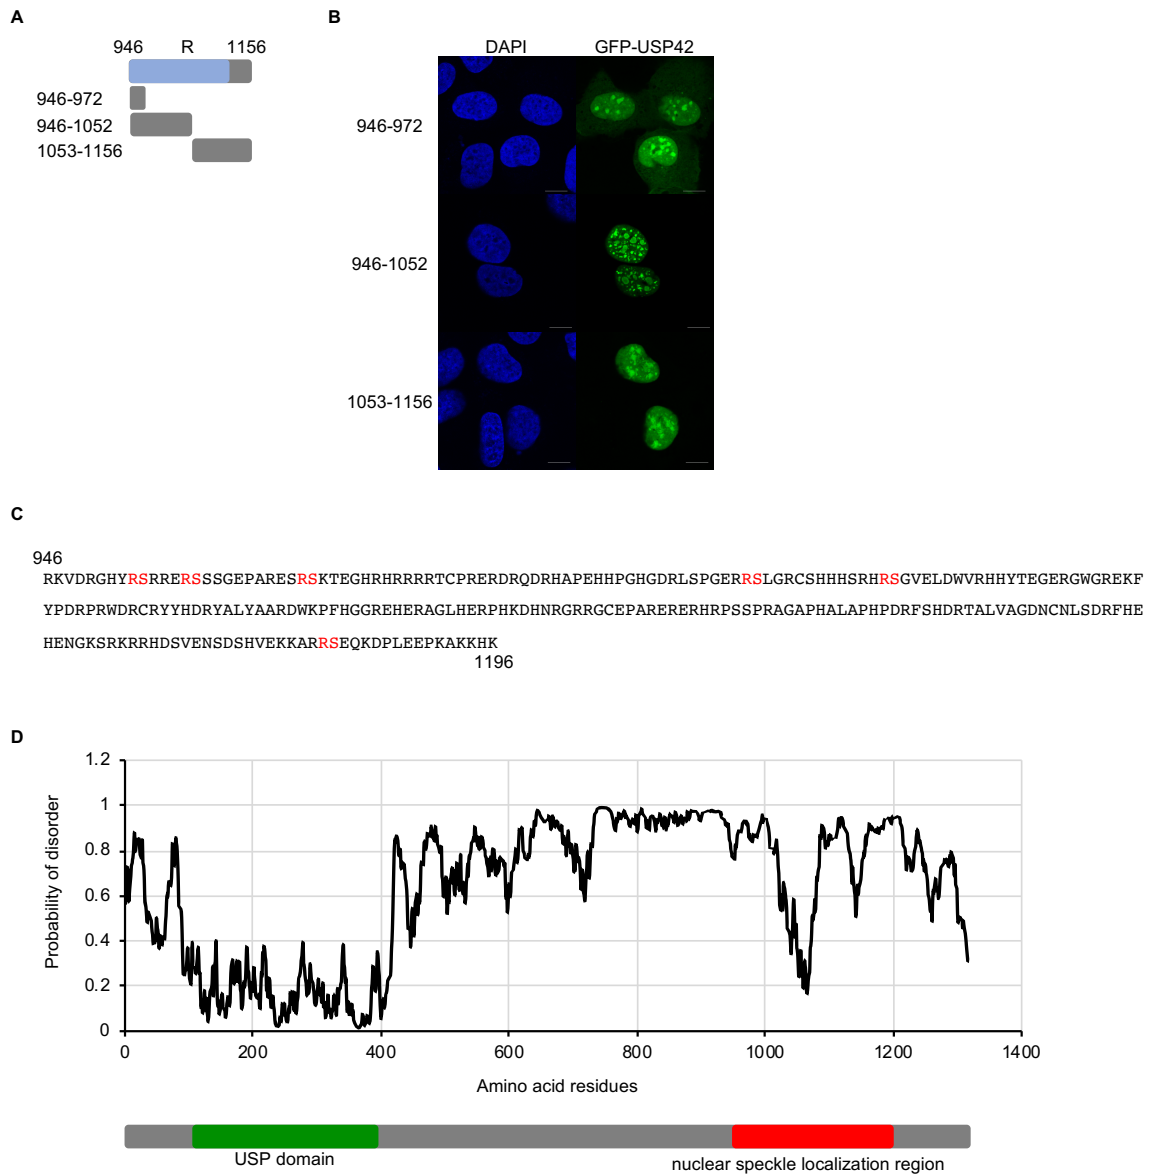 A
B
946 R 1156
946-972
946-1052
1053-1156
DAPI GFP-USP42
946-972
946-1052
1053-1156
C
946
RKVDRGHYRSRRERSSSGEPARESRSKTEGHRHRRRRTCPRERDRQDRHAPEHHPGHGDRLSPGERRSLGRCSHHHSRHRSGVELDWVRHHYTEGERGWGREKF
YPDRPRWDRCRYYHDRYALYAARDWKPFHGGREHERAGLHERPHKDHNRGRRGCEPARERERHRPSSPRAGAPHALAPHPDRFSHDRTALVAGDNCNLSDRFHE
HENGKSRKRRHDSVENSDSHVEKKARRSEQKDPLEEPKAKKHK
1196
D
Probability of disorder
1.2
1
0.8
0.6
0.4
0.2
0
0 200 400 600 800 1000 1200 1400
Amino acid residues
USP domain
nuclear speckle localization region